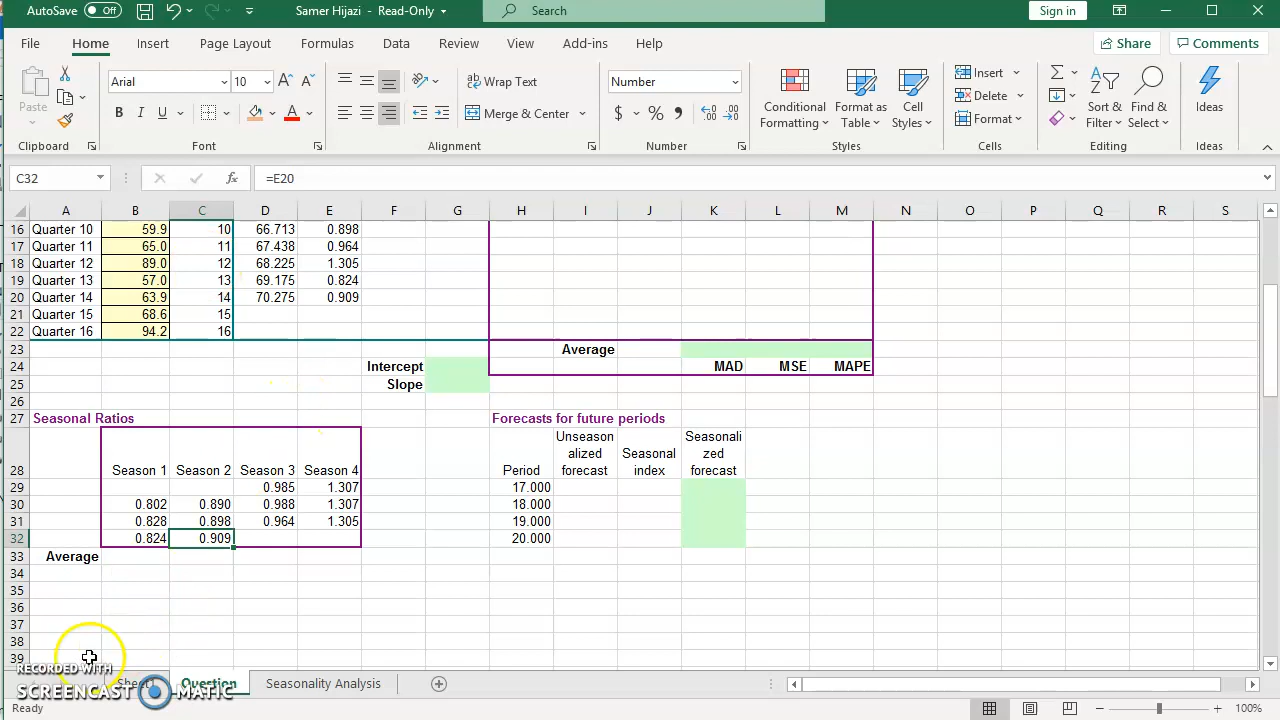 AutoSave Off Samer Hijazi - Read-Only Search Sign in
File Home Insert Page Layout Formulas Data Review View Add-ins Help Share Comments
Paste Arial 10 Wrap Text Number Insert
B I U A Merge & Center $ % Conditional Formatting Format as Table Cell Styles Delete Format Sort & Filter Find & Select Ideas
Clipboard Font Alignment Number Styles Cells Editing Ideas
C32 fx =E20
A B C D E F G H I J K L M N O P Q R S
16 Quarter 10 59.9 10 66.713 0.898
17 Quarter 11 65.0 11 67.438 0.964
18 Quarter 12 89.0 12 68.225 1.305
19 Quarter 13 57.0 13 69.175 0.824
20 Quarter 14 63.9 14 70.275 0.909
21 Quarter 15 68.6 15
22 Quarter 16 94.2 16
23 Average
24 Intercept MAD MSE MAPE
25 Slope
26
27 Seasonal Ratios Forecasts for future periods
28 Season 1 Season 2 Season 3 Season 4 Period Unseason alized forecast Seasonal index Seasonali zed forecast
29 0.985 1.307 17.000
30 0.802 0.890 0.988 1.307 18.000
31 0.828 0.898 0.964 1.305 19.000
32 0.824 0.909 20.000
33 Average
34
35
36
37
38
39
RECORDED WITH
SCREENCAST MATIC
Question Seasonality Analysis
Ready 100%